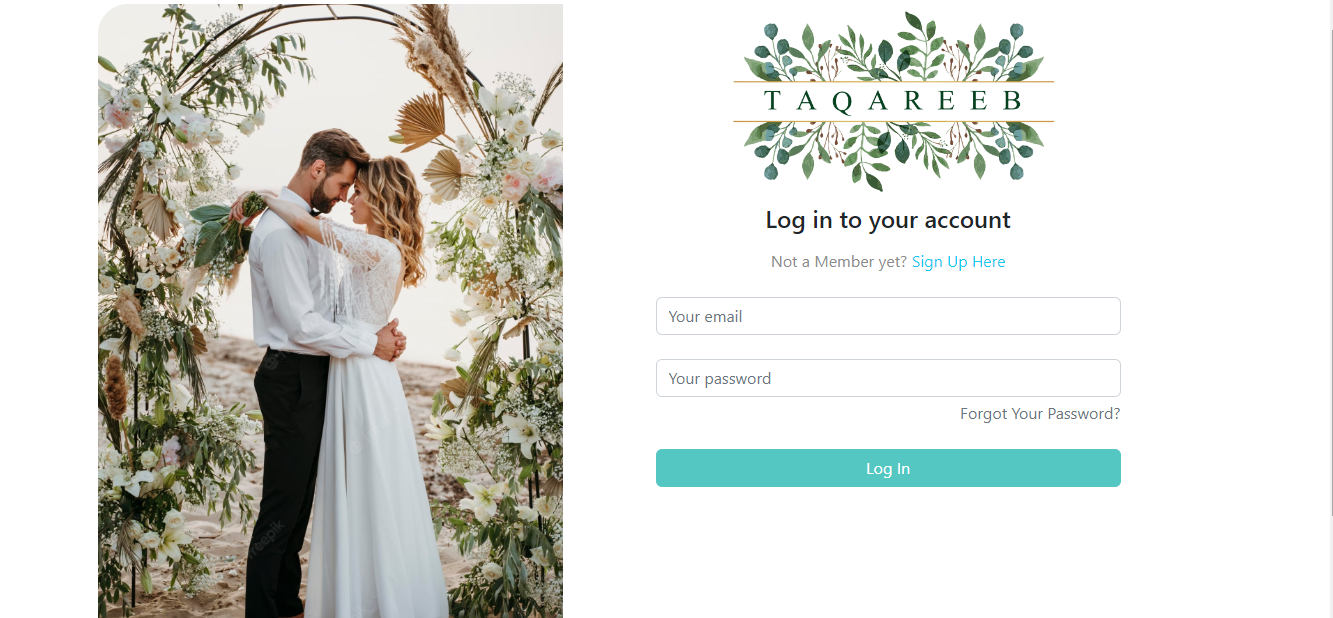 TAQAREEB
Log in to your account
Not a Member yet? Sign Up Here
Your email
Your password
Forgot Your Password?
Log In
freepik